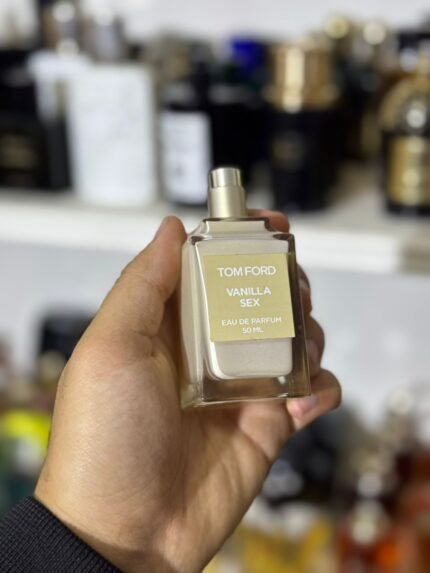 TOM FORD
VANILLA
SEX
EAU DE PARFUM
50 ML